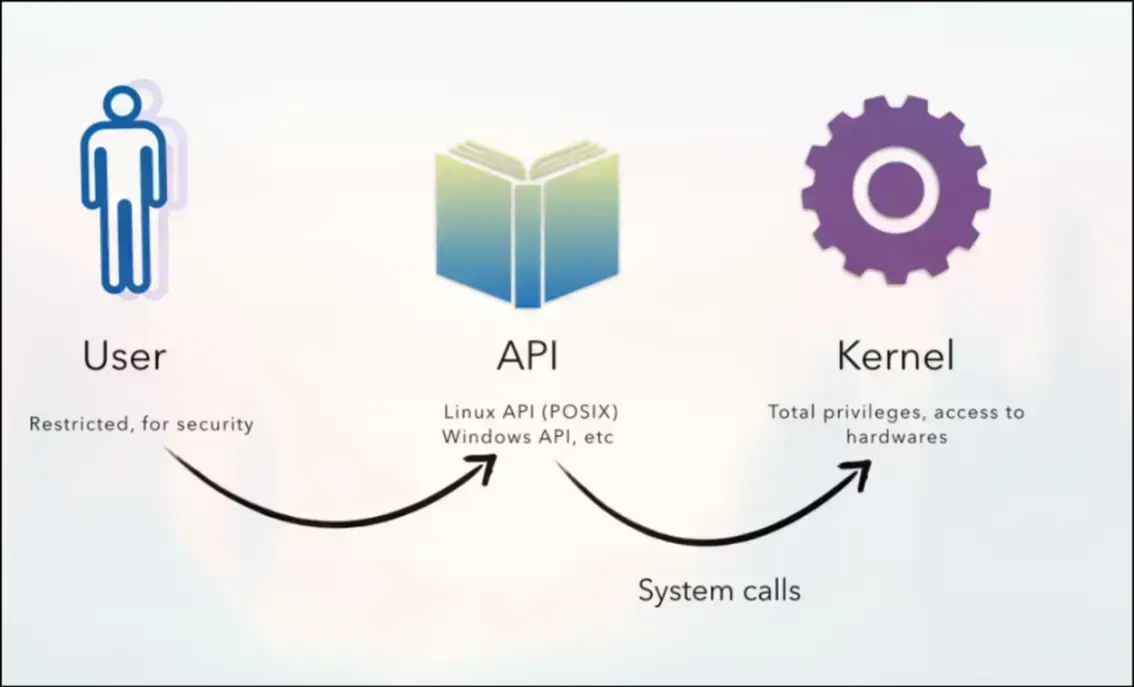 User
API
Kernel
Restricted, for security
Linux API (POSIX)
Windows API, etc
Total privileges, access to
hardwares
System calls